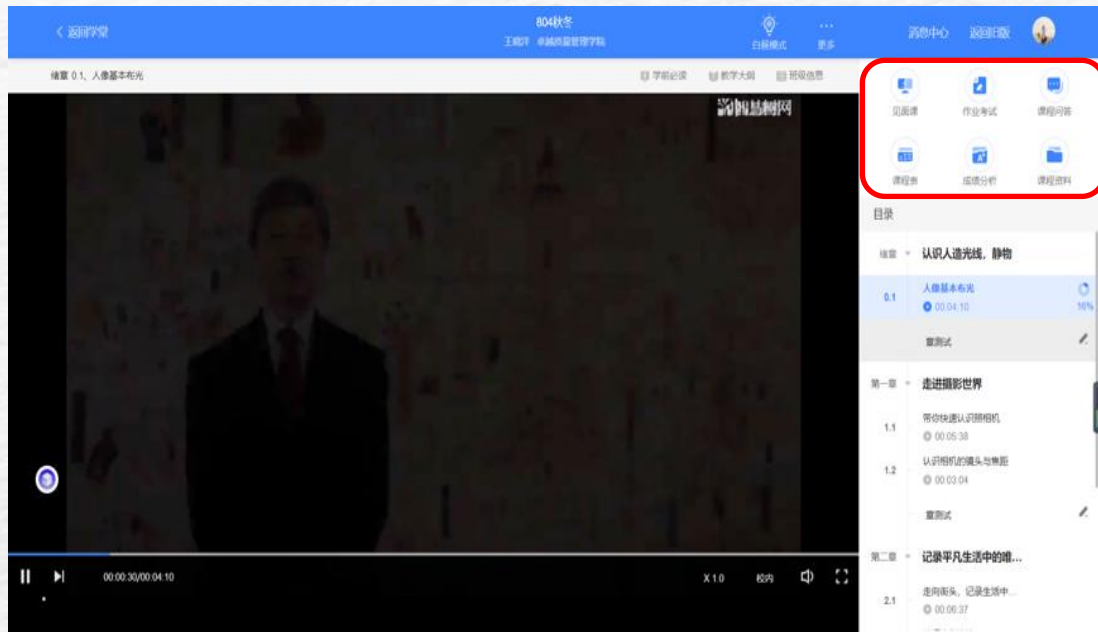 返回学堂
804秋冬
王晓洋 卓越质量管理学院
白昼模式
更多
消息中心
返回旧版
绪章 0.1、人像基本布光
学前必读
教学大纲
班级信息
智慧树网
见面课
作业考试
课程问答
课程表
成绩分析
课程资料
目录
绪章 认识人造光线，静物
0.1 人像基本布光
00:04:10
16%
章测试
第一章 走进摄影世界
1.1 带你快速认识照相机
00:05:38
1.2 认识相机的镜头与焦距
00:03:04
章测试
第二章 记录平凡生活中的唯...
2.1 走向街头，记录生活中...
00:06:37
00:00:30/00:04:10
X 1.0
校内